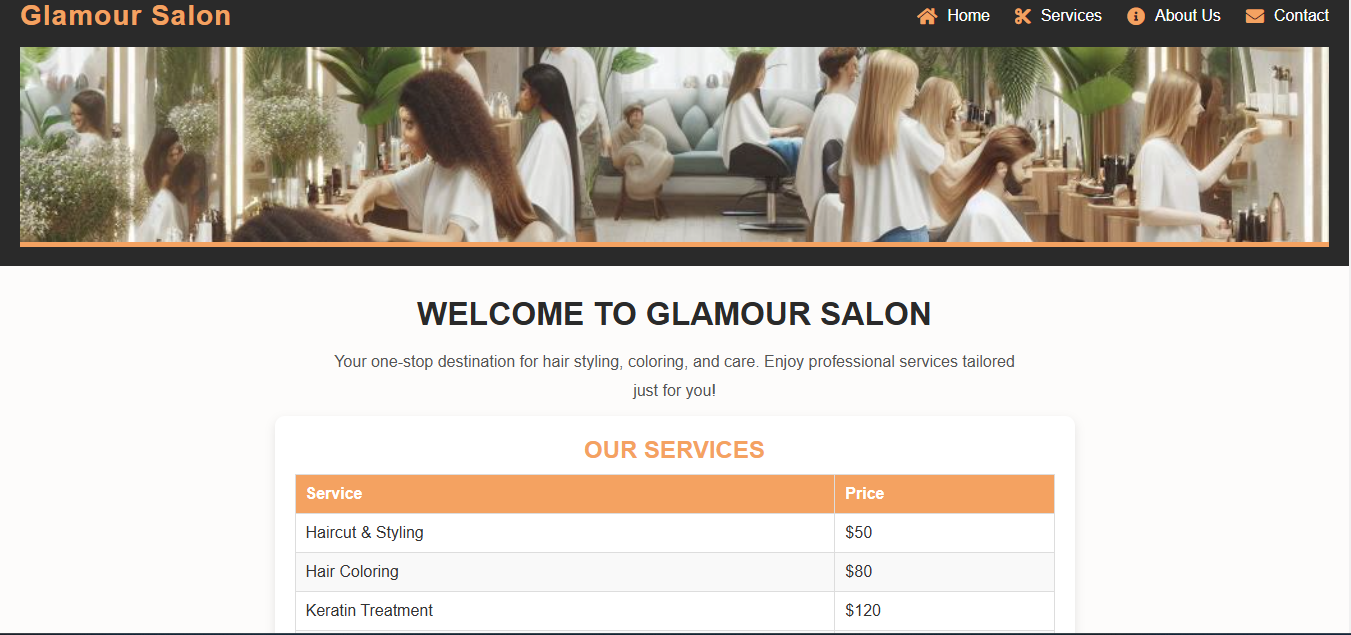 Glamour Salon
Home Services About Us Contact
WELCOME TO GLAMOUR SALON
Your one-stop destination for hair styling, coloring, and care. Enjoy professional services tailored
just for you!
OUR SERVICES
Service Price
Haircut & Styling $50
Hair Coloring $80
Keratin Treatment $120